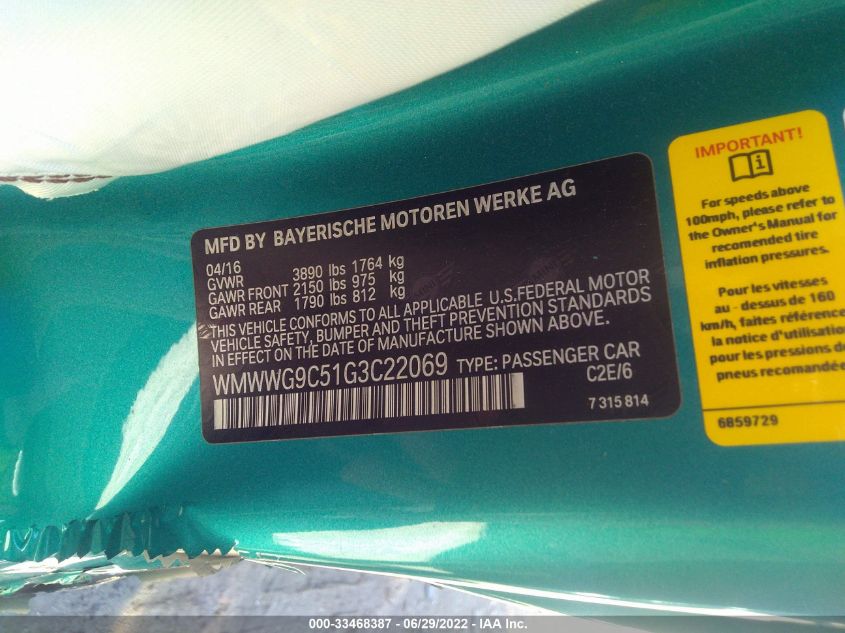 MFD BY BAYERISCHE MOTOREN WERKE AG
04/16
GVWR 3890 lbs 1764 kg
GAWR FRONT 2150 lbs 975 kg
GAWR REAR 1790 lbs 812 kg
THIS VEHICLE CONFORMS TO ALL APPLICABLE U.S.FEDERAL MOTOR
VEHICLE SAFETY, BUMPER AND THEFT PREVENTION STANDARDS
IN EFFECT ON THE DATE OF MANUFACTURE SHOWN ABOVE.
WMWWG9C51G3C22069 TYPE: PASSENGER CAR
C2E/6
7 315 814
IMPORTANT!
For speeds above
100mph, please refer to
the Owner's Manual for
recomended tire
inflation pressures.
Pour les vitesses
au - dessus de 160
km/h, faites référence
la notice d'utilisation
pour les pressions de
pneus recomandée
6859729
000-33468387 - 06/29/2022 - IAA Inc.